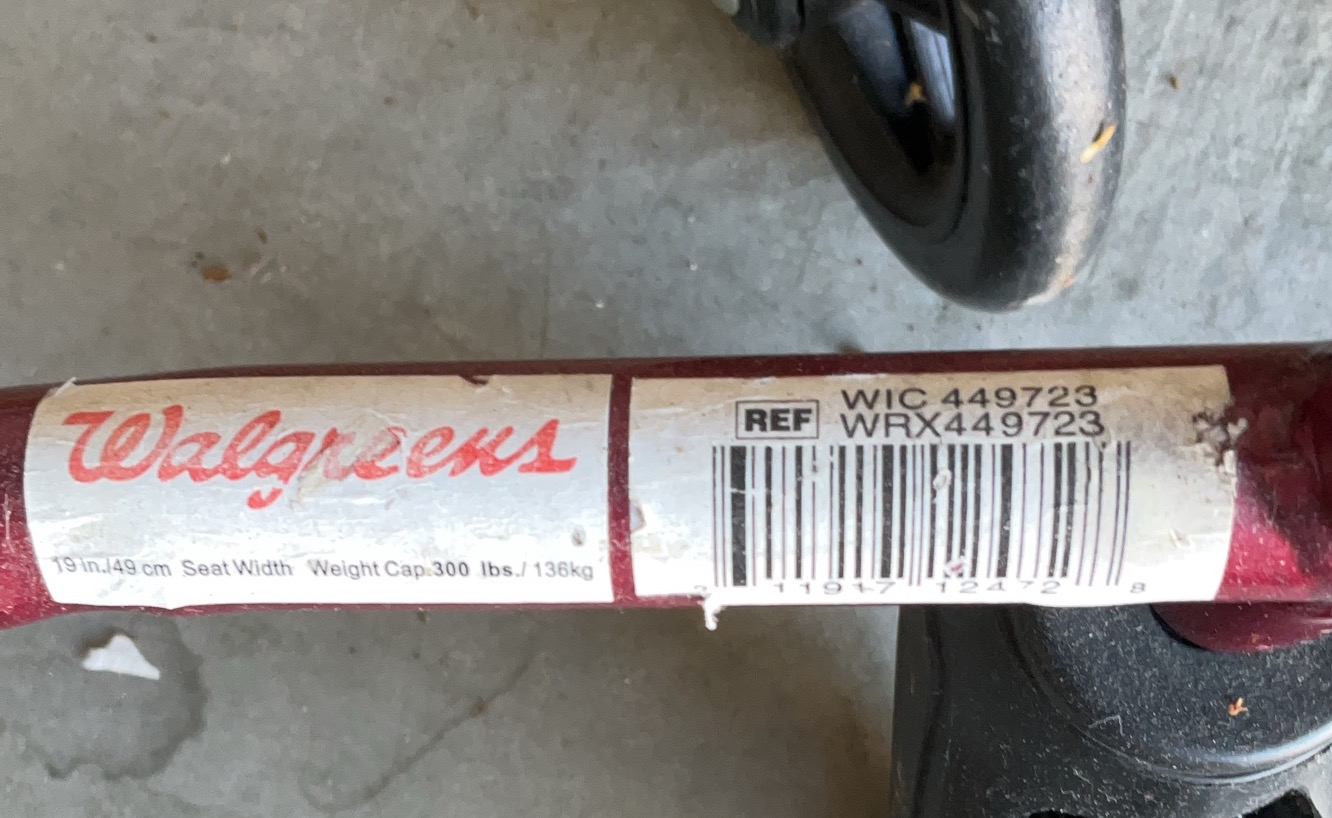 Walgreens
19 in./49 cm Seat Width Weight Cap.300 lbs./ 136kg
REF
WIC 449723
WRX449723
11917 12472 8